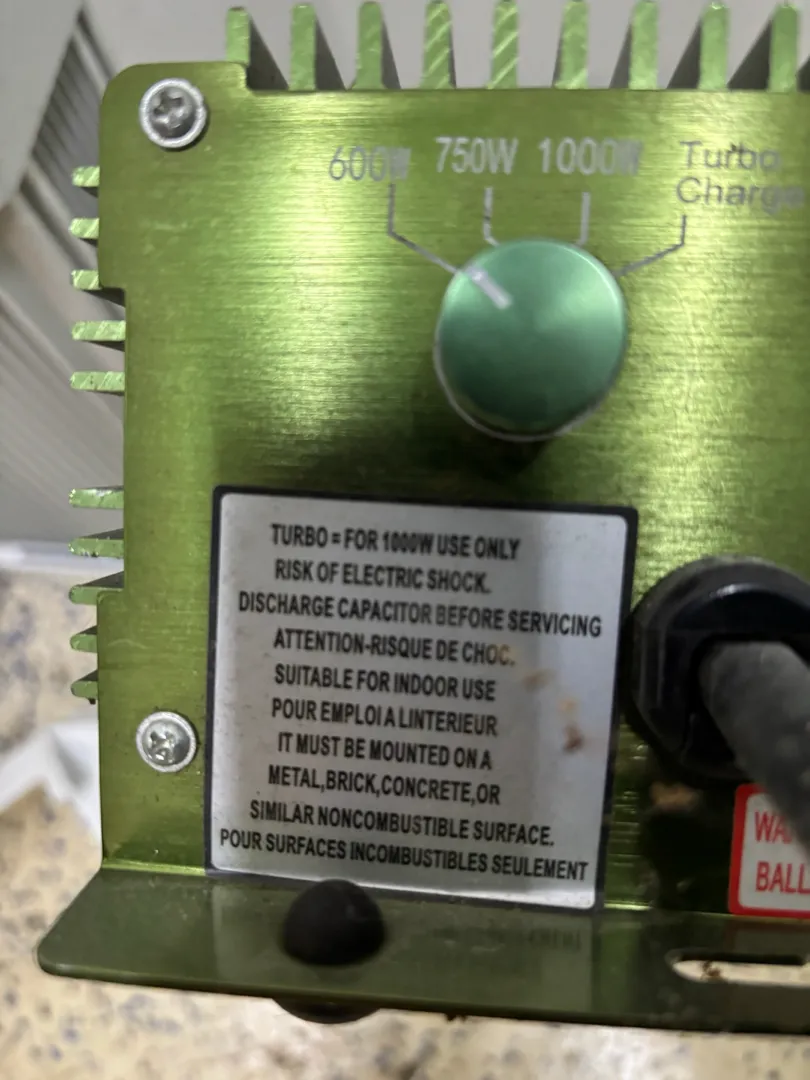 600W 750W 1000W Turbo
Charge
TURBO = FOR 1000W USE ONLY
RISK OF ELECTRIC SHOCK.
DISCHARGE CAPACITOR BEFORE SERVICING
ATTENTION-RISQUE DE CHOC.
SUITABLE FOR INDOOR USE
POUR EMPLOI A LINTERIEUR
IT MUST BE MOUNTED ON A
METAL,BRICK,CONCRETE,OR
SIMILAR NONCOMBUSTIBLE SURFACE.
POUR SURFACES INCOMBUSTIBLES SEULEMENT